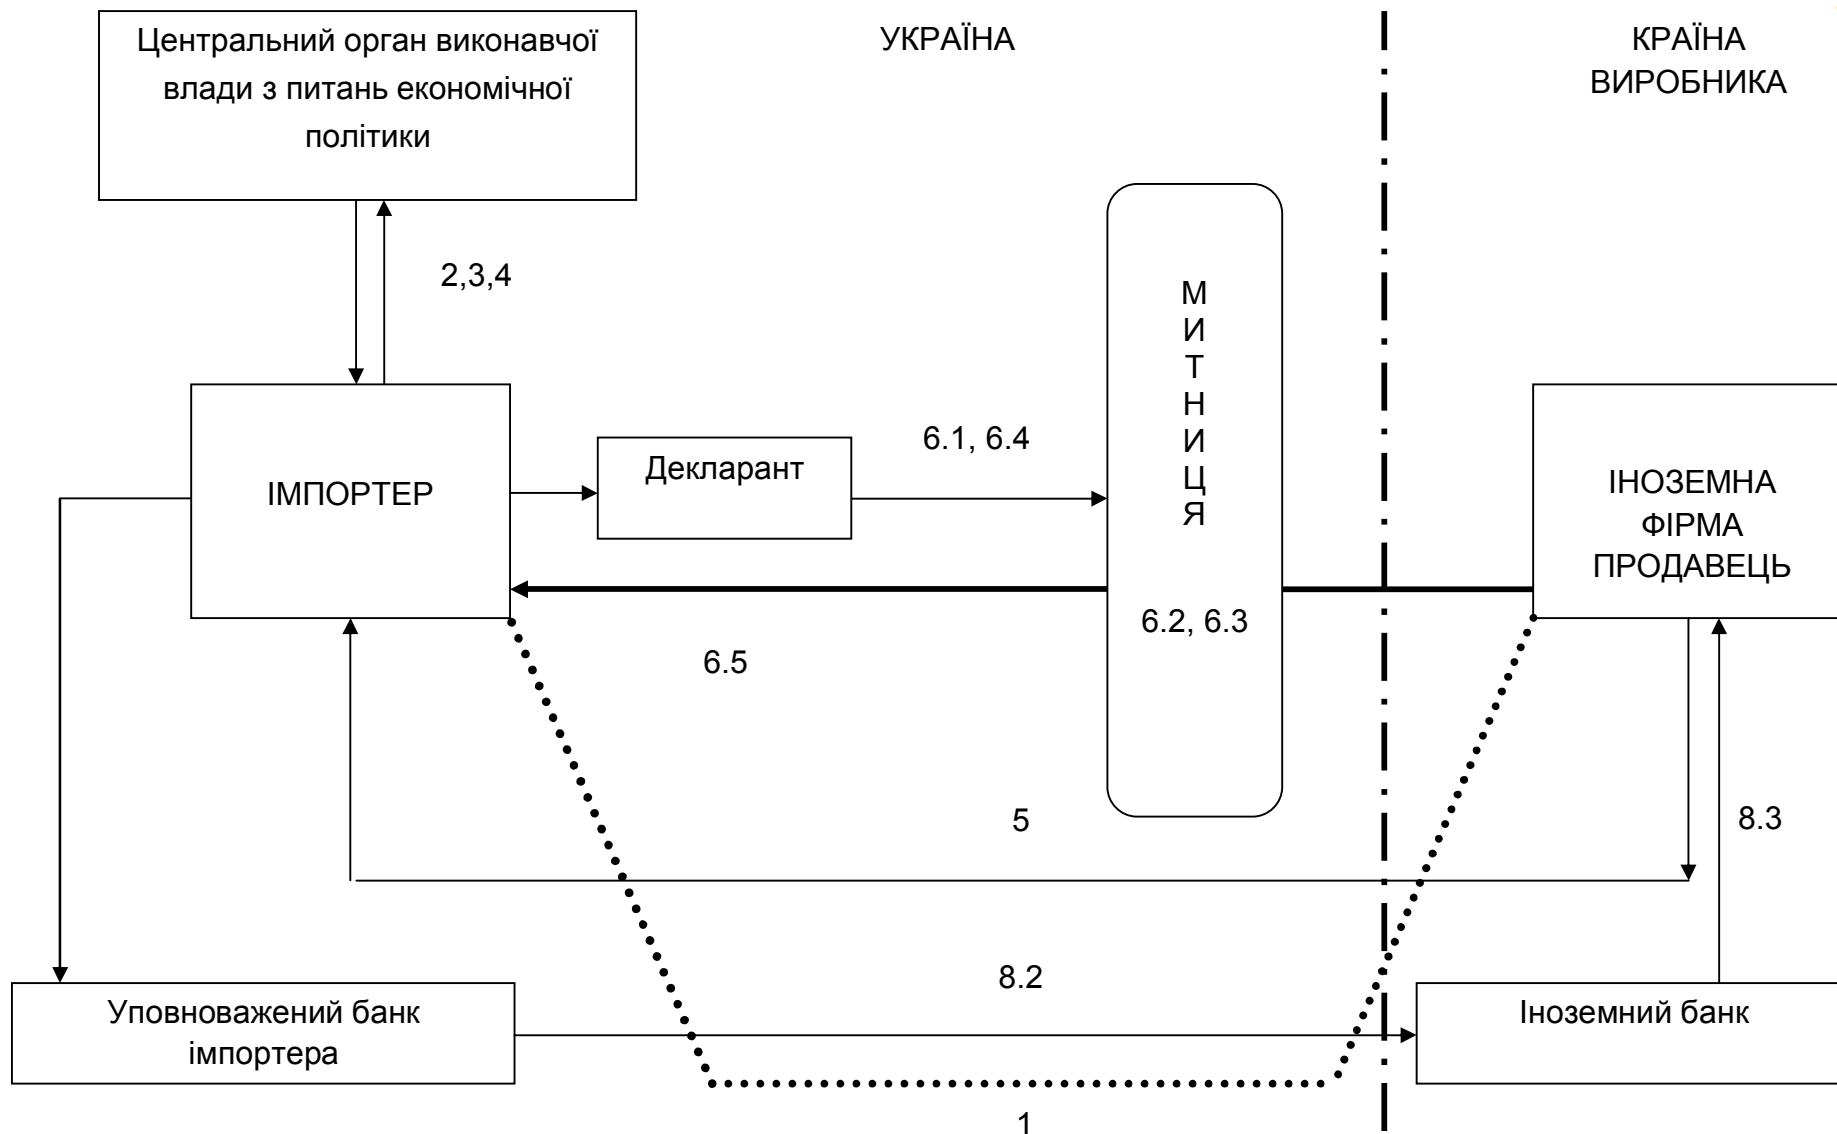 Центральний орган виконавчої
влади з питань економічної
політики
УКРАЇНА
КРАЇНА
ВИРОБНИКА
2,3,4
М
И
Т
Н
И
Ц
Я
6.2, 6.3
ІМПОРТЕР
Декларант
6.1, 6.4
ІНОЗЕМНА
ФІРМА
ПРОДАВЕЦЬ
6.5
5
8.3
8.2
Уповноважений банк
імпортера
Іноземний банк
1